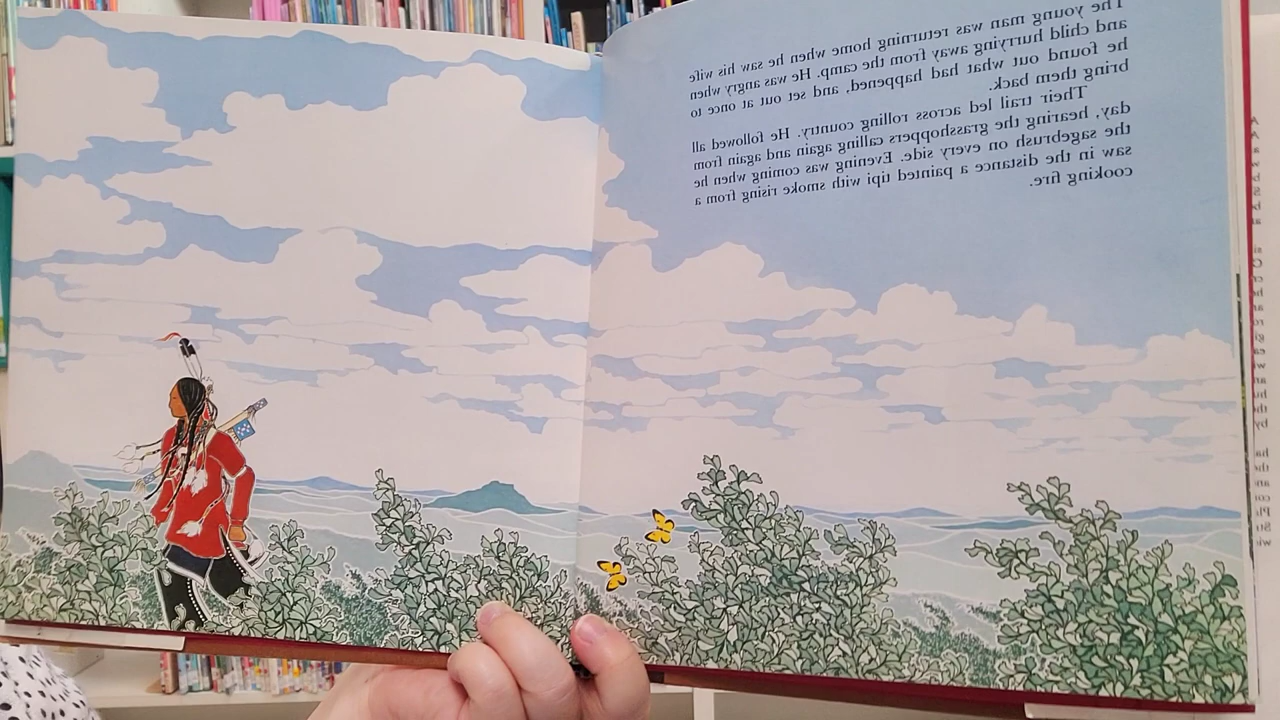 The young man was returning home when he saw his wife
and child hurrying away from the camp. He was angry when
he found out what had happened, and set out at once to
bring them back.
Their trail led across rolling country. He followed all
day, hearing the grasshoppers calling again and again from
the sagebrush on every side. Evening was coming when he
saw in the distance a painted tipi with smoke rising from a
cooking fire.